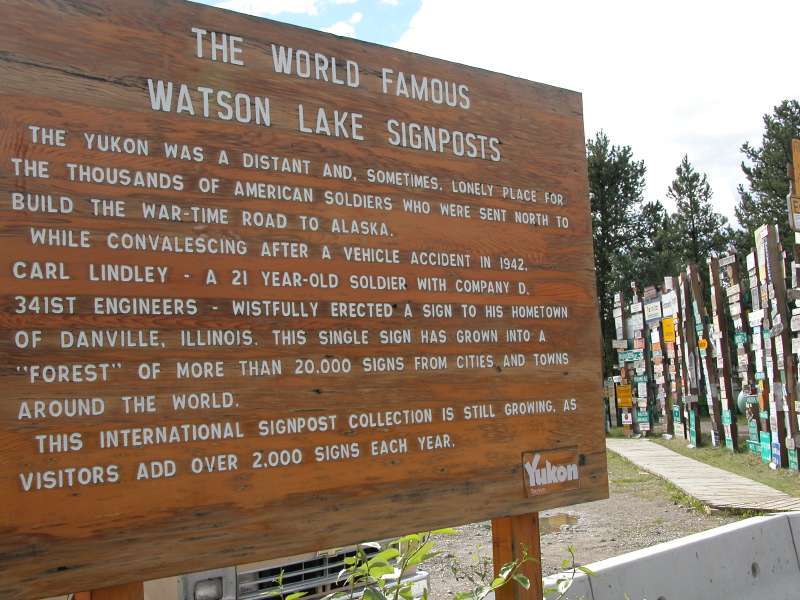 THE WORLD FAMOUS
WATSON LAKE SIGNPOSTS
THE YUKON WAS A DISTANT AND, SOMETIMES, LONELY PLACE FOR
THE THOUSANDS OF AMERICAN SOLDIERS WHO WERE SENT NORTH TO
BUILD THE WAR-TIME ROAD TO ALASKA.
WHILE CONVALESCING AFTER A VEHICLE ACCIDENT IN 1942,
CARL LINDLEY - A 21 YEAR-OLD SOLDIER WITH COMPANY D,
341ST ENGINEERS - WISTFULLY ERECTED A SIGN TO HIS HOMETOWN
OF DANVILLE, ILLINOIS. THIS SINGLE SIGN HAS GROWN INTO A
"FOREST" OF MORE THAN 20,000 SIGNS FROM CITIES AND TOWNS
AROUND THE WORLD.
THIS INTERNATIONAL SIGNPOST COLLECTION IS STILL GROWING, AS
VISITORS ADD OVER 2,000 SIGNS EACH YEAR.
Yukon